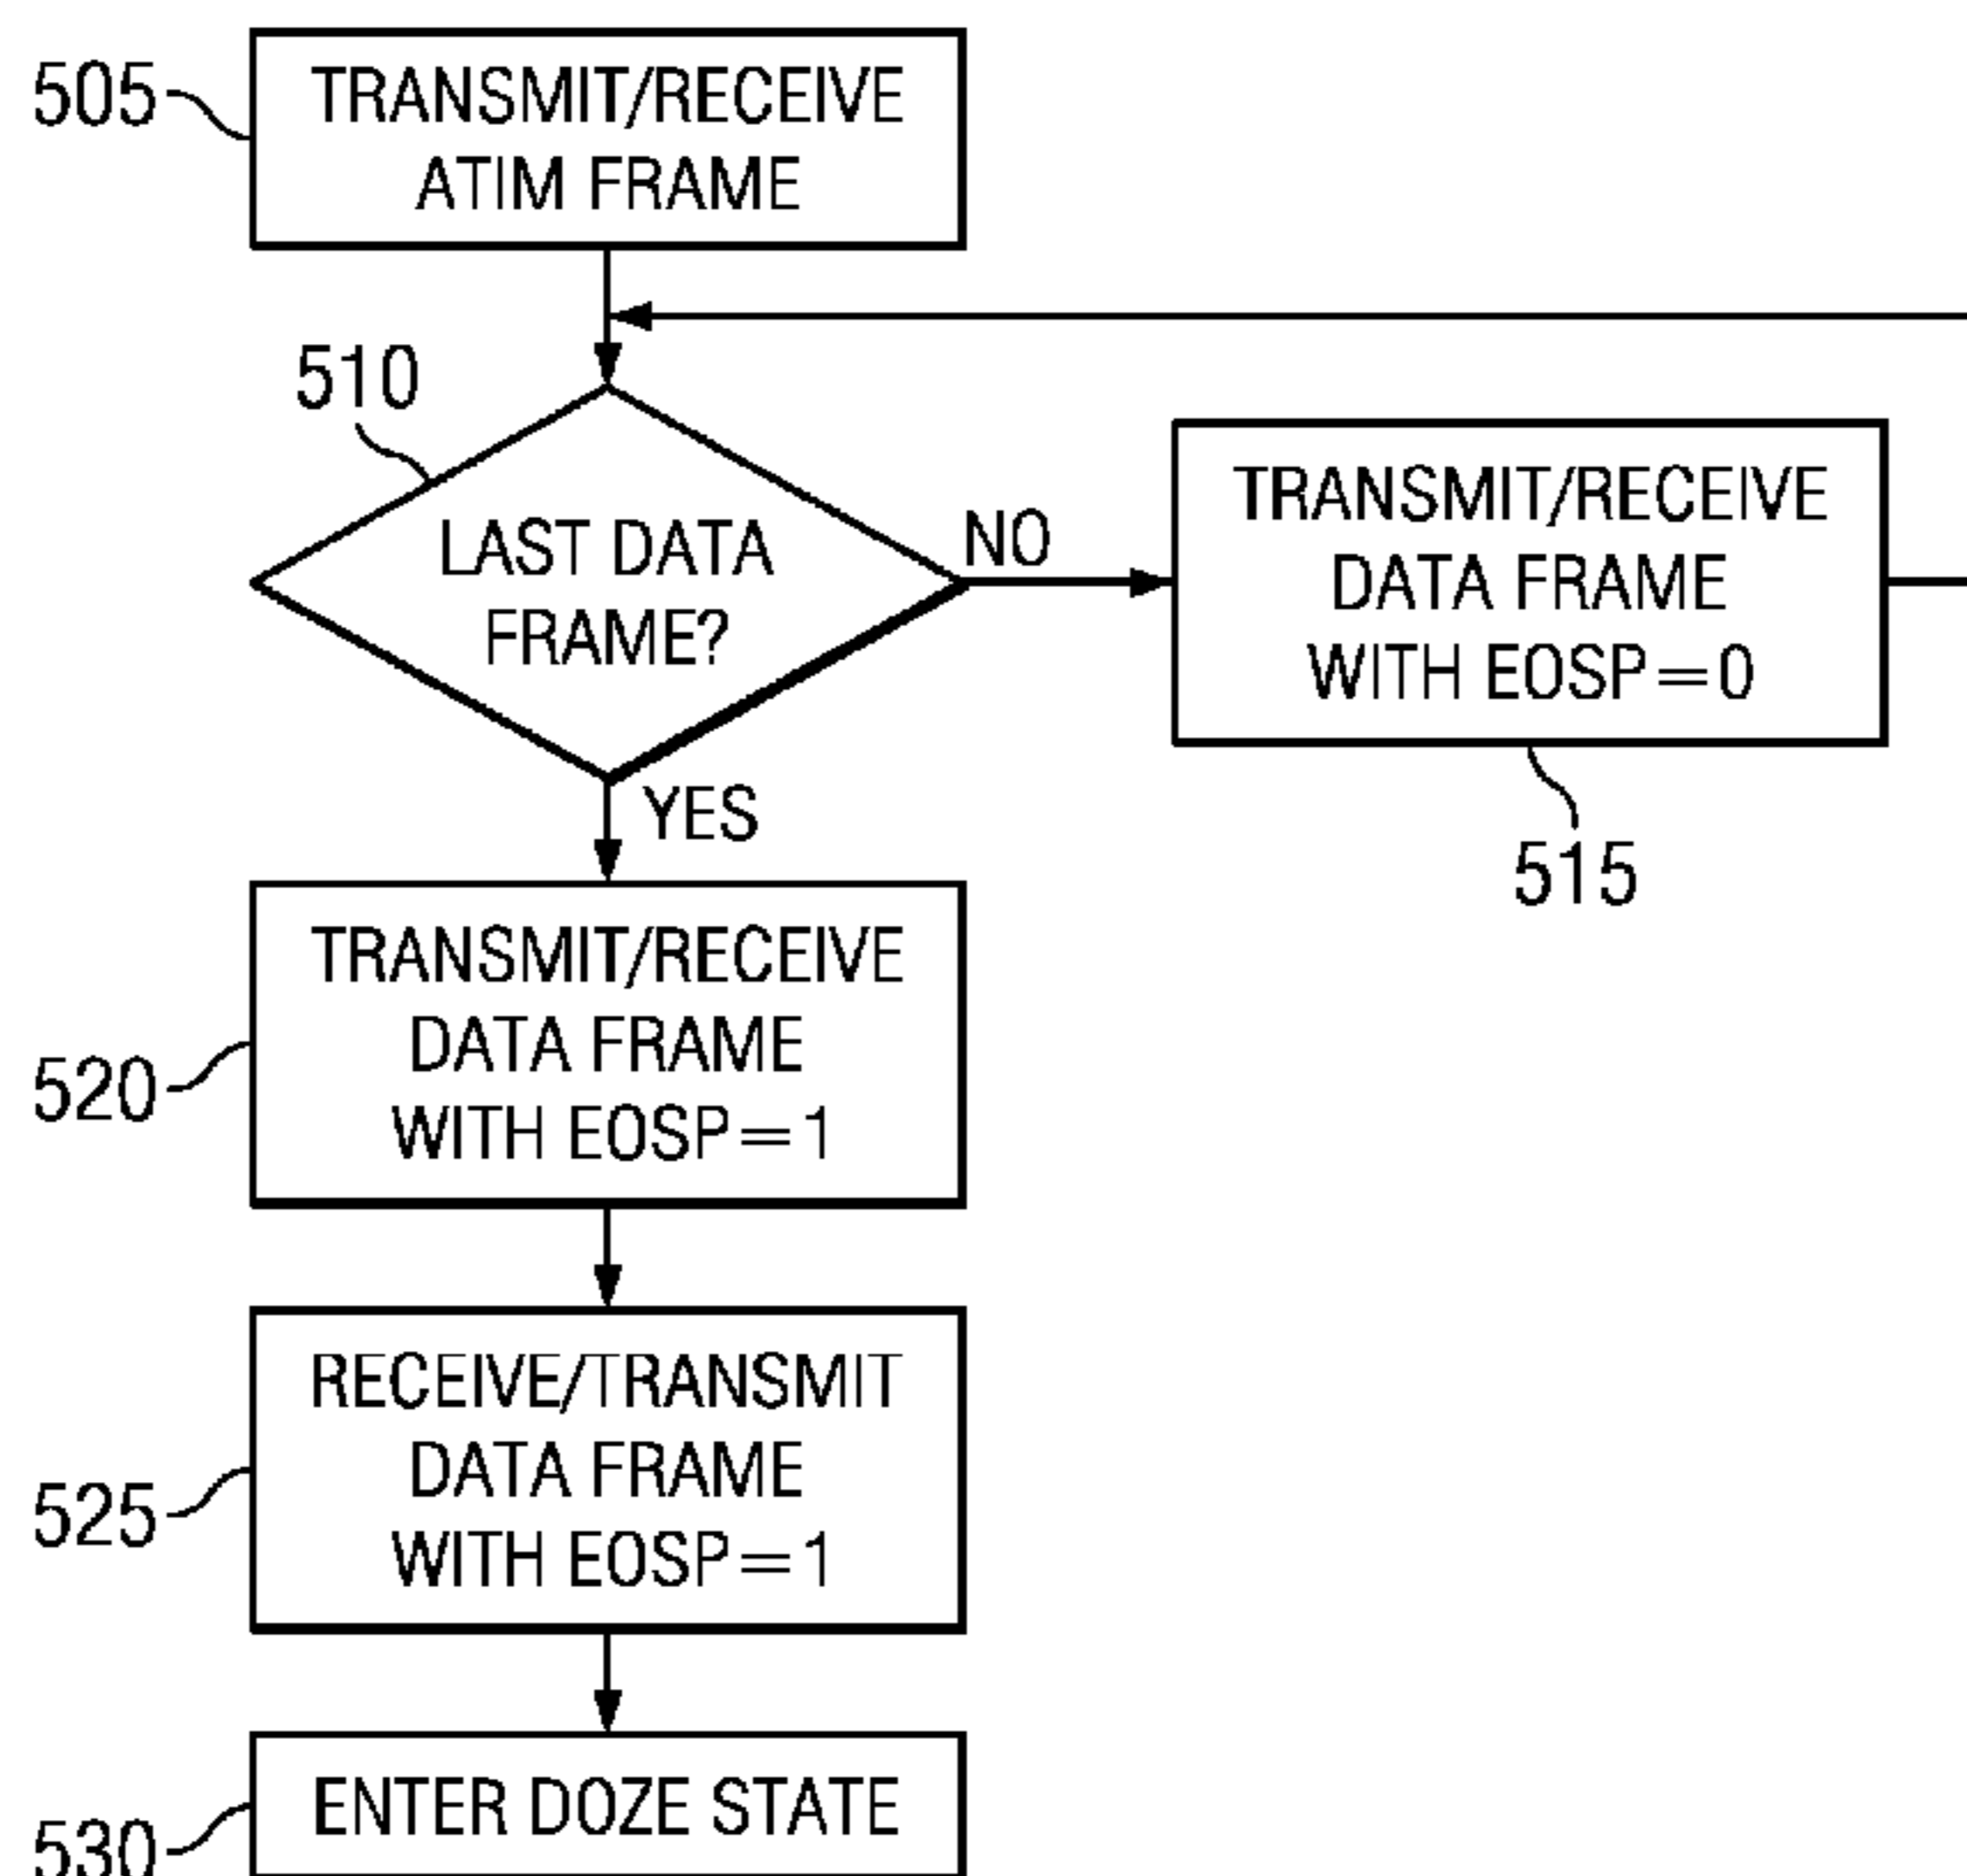 505
TRANSMIT/RECEIVE
ATIM FRAME
510
LAST DATA
FRAME?
NO
TRANSMIT/RECEIVE
DATA FRAME
WITH EOSP=0
515
YES
520
TRANSMIT/RECEIVE
DATA FRAME
WITH EOSP=1
525
RECEIVE/TRANSMIT
DATA FRAME
WITH EOSP=1
530
ENTER DOZE STATE